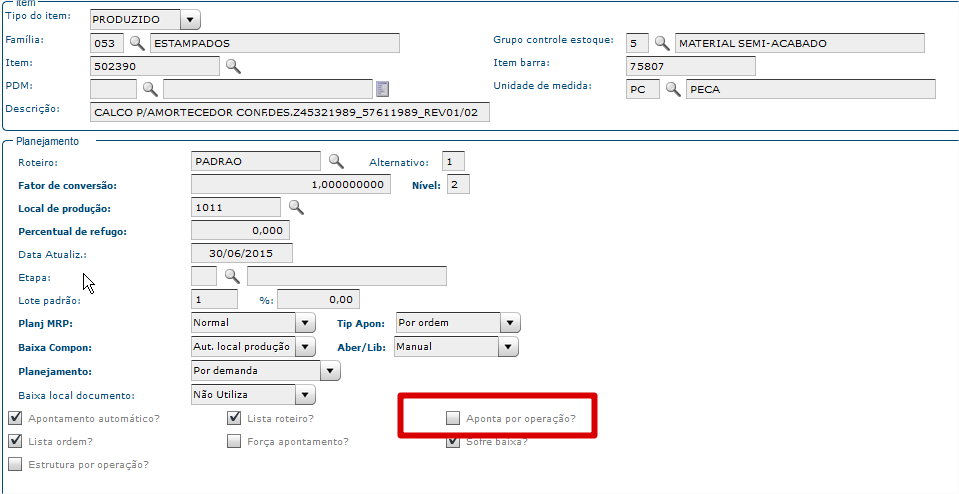 Item
Tipo do item: PRODUZIDO
Família: 053 ESTAMPADOS Grupo controle estoque: 5 MATERIAL SEMI-ACABADO
Item: 502390 Item barra: 75807
PDM: Unidade de medida: PC PECA
Descrição: CALCO P/AMORTECEDOR CONF.DES.Z45321989_57611989_REV01/02
Planejamento
Roteiro: PADRAO Alternativo: 1
Fator de conversão: 1,000000000 Nível: 2
Local de produção: 1011
Percentual de refugo: 0,000
Data Atualiz.: 30/06/2015
Etapa:
Lote padrão: 1 %: 0,00
Planj MRP: Normal Tip Apon: Por ordem
Baixa Compon: Aut. local produção Aber/Lib: Manual
Planejamento: Por demanda
Baixa local documento: Não Utiliza
Apontamento automático? Lista roteiro? Aponta por operação?
Lista ordem? Força apontamento? Sofre baixa?
Estrutura por operação?